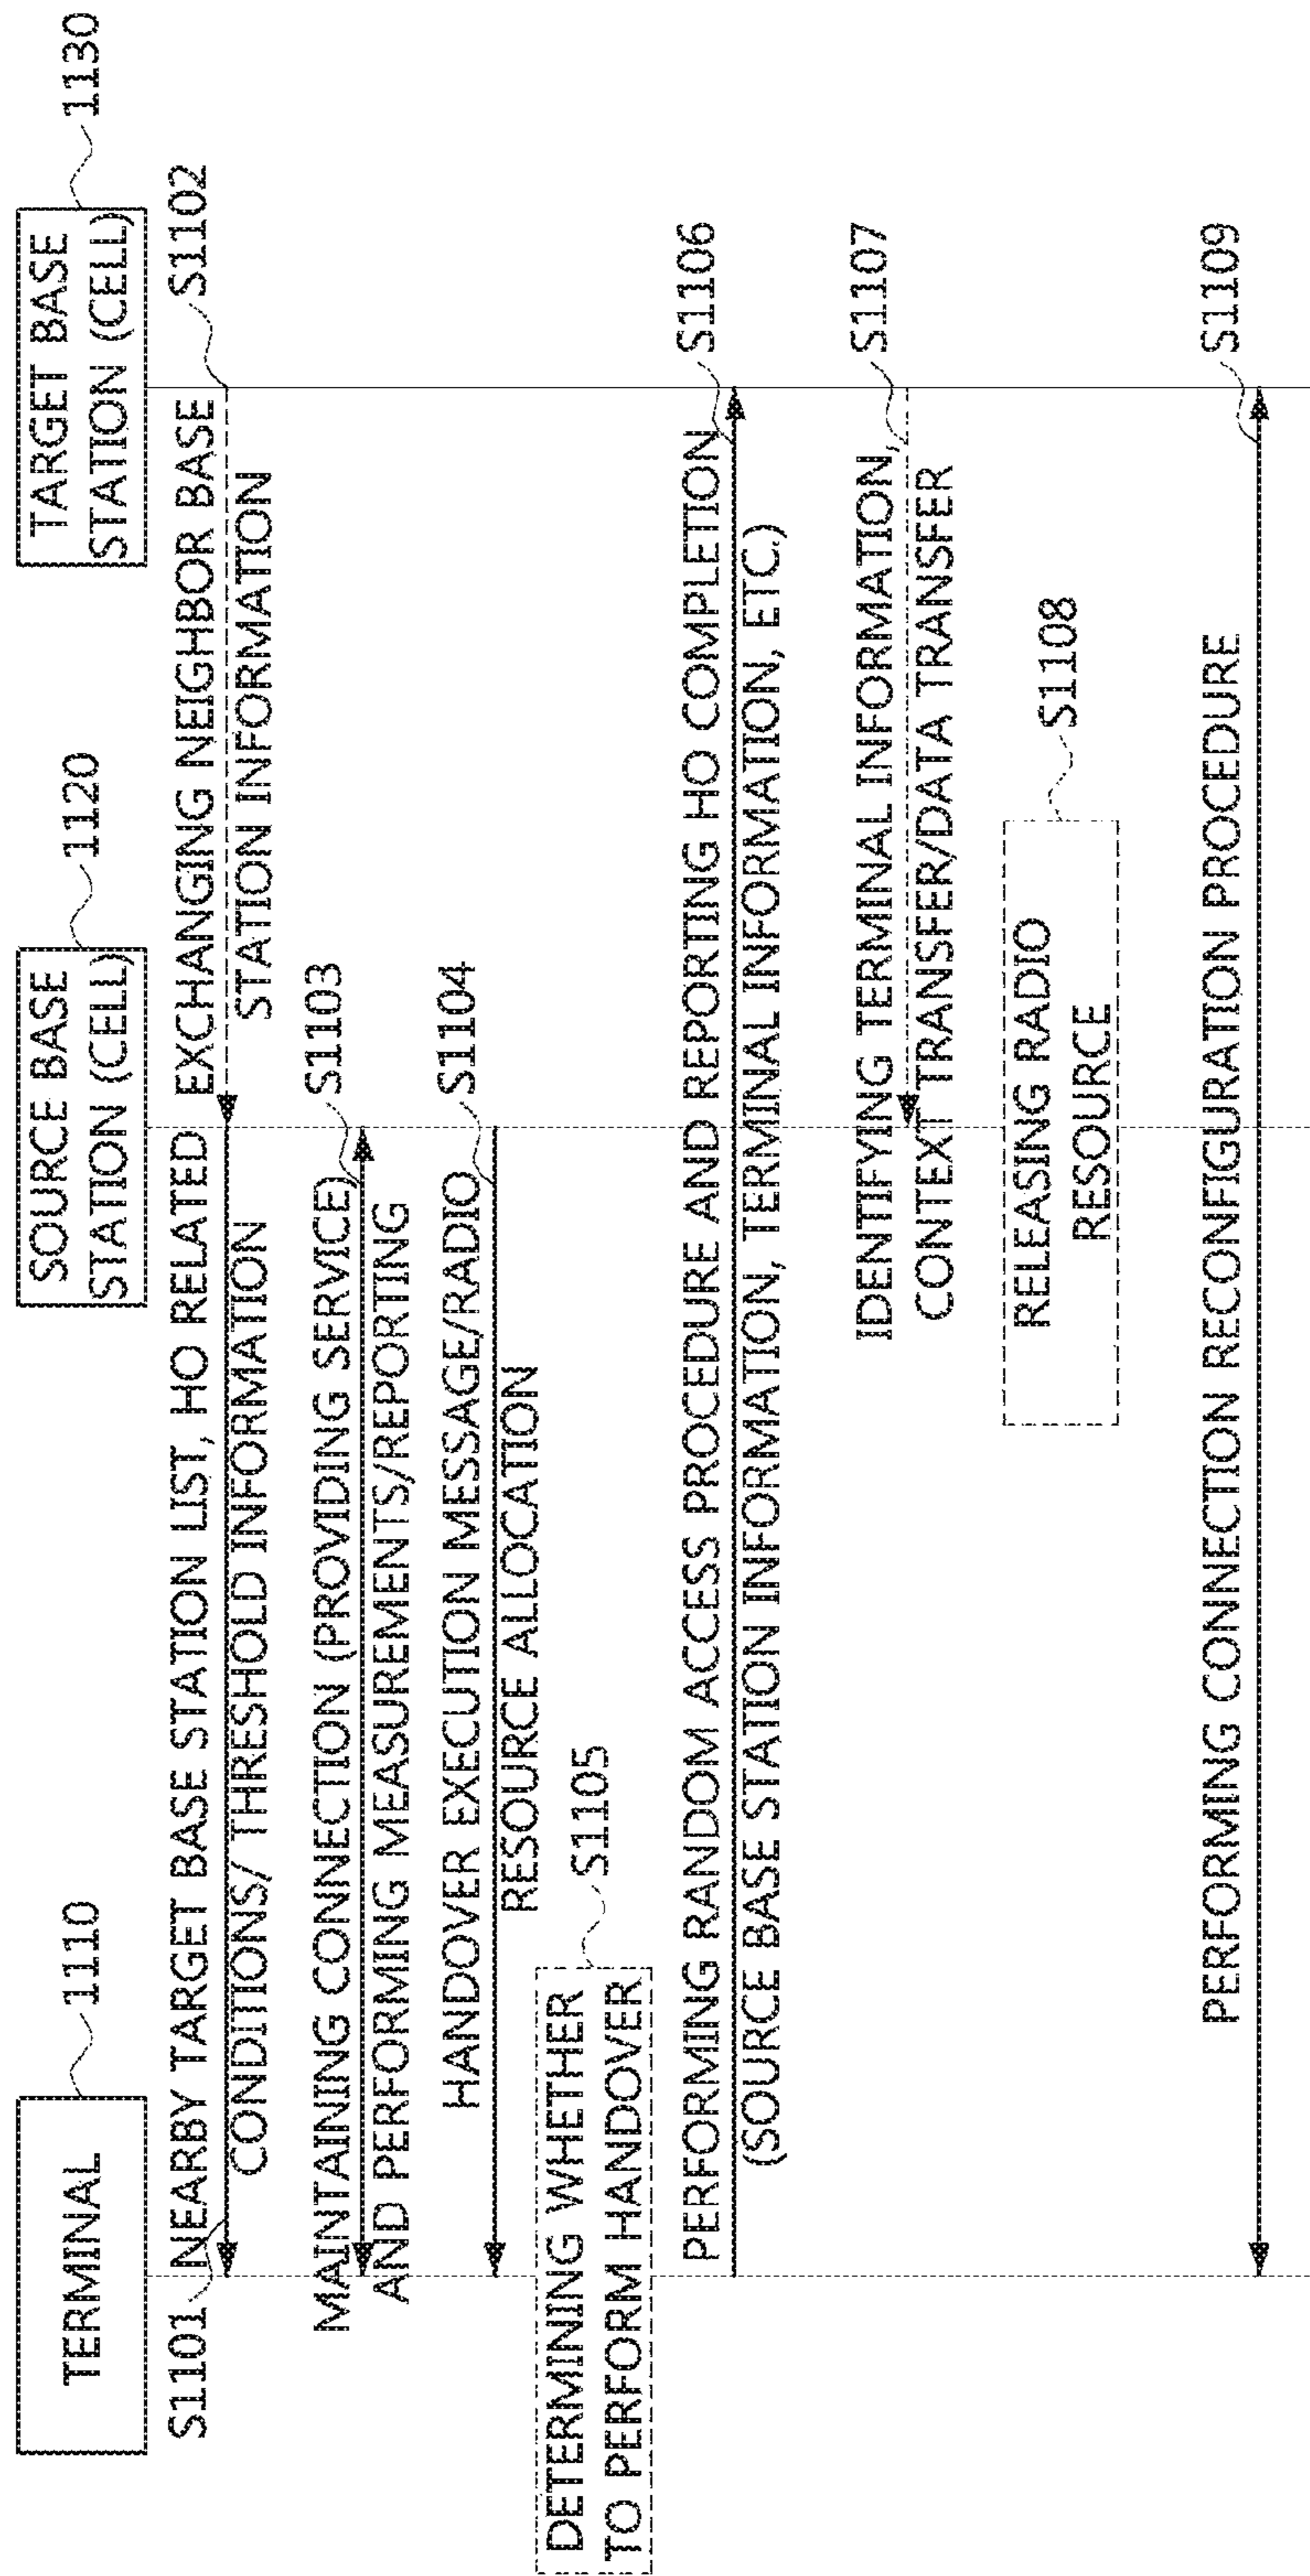 TERMINAL
1110
SOURCE BASE
STATION (CELL)
1120
TARGET BASE
STATION (CELL)
1130
S1101
NEARBY TARGET BASE STATION LIST, HO RELATED
CONDITIONS/ THRESHOLD INFORMATION
EXCHANGING NEIGHBOR BASE
STATION INFORMATION
S1102
MAINTAINING CONNECTION (PROVIDING SERVICE)
AND PERFORMING MEASUREMENTS/REPORTING
S1103
HANDOVER EXECUTION MESSAGE/RADIO
RESOURCE ALLOCATION
S1104
DETERMINING WHETHER
TO PERFORM HANDOVER
S1105
PERFORMING RANDOM ACCESS PROCEDURE AND REPORTING HO COMPLETION
(SOURCE BASE STATION INFORMATION, TERMINAL INFORMATION, ETC.)
S1106
IDENTIFYING TERMINAL INFORMATION,
CONTEXT TRANSFER/DATA TRANSFER
S1107
RELEASING RADIO
RESOURCE
S1108
PERFORMING CONNECTION RECONFIGURATION PROCEDURE
S1109